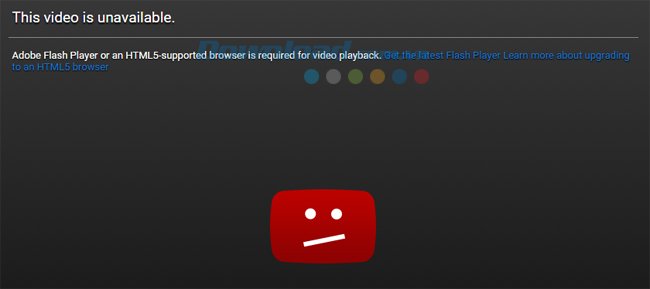 This video is unavailable.
Download
Adobe Flash Player or an HTML5-supported browser is required for video playback. Get the latest Flash Player Learn more about upgrading
to an HTML5 browser